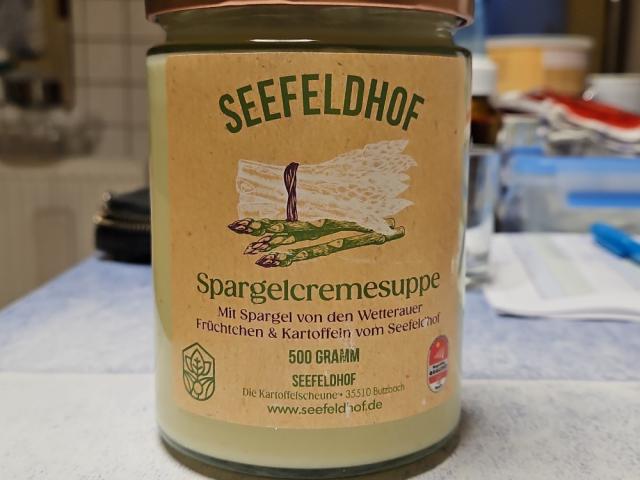 SEEFELDHOF
Spargelcremesuppe
Mit Spargel von den Wetterauer
Früchtchen & Kartoffeln vom Seefeldhof
500 GRAMM
SEEFELDHOF
Die Kartoffelscheune • 35510 Butzbach
www.seefeldhof.de